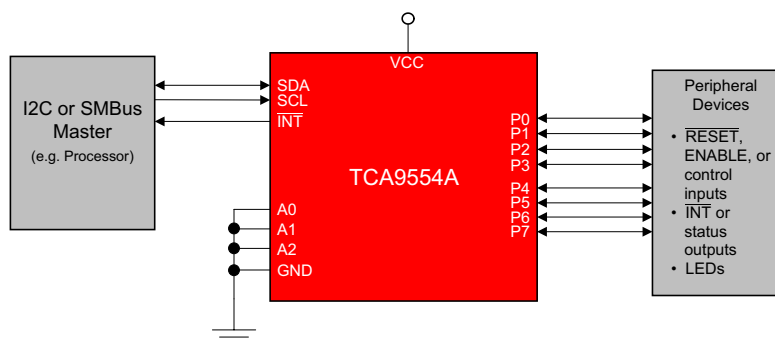 VCC
I2C or SMBus
Master
(e.g. Processor)
SDA
SCL
INT
A0
A1
A2
GND
TCA9554A
P0
P1
P2
P3
P4
P5
P6
P7
Peripheral
Devices
• RESET,
ENABLE, or
control
inputs
• INT or
status
outputs
• LEDs